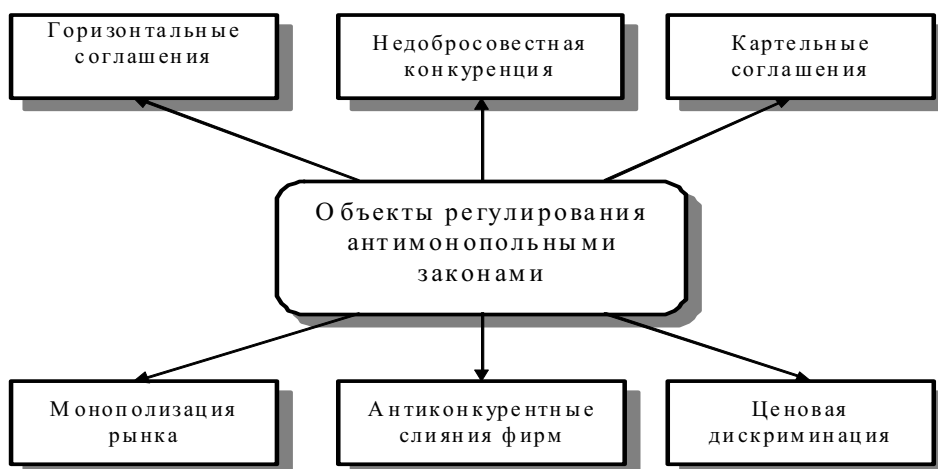 Горизонтальные
соглашения
Недобросовестная
конкуренция
Картельные
соглашения
Объекты регулирования
антимонопольными
законами
Монополизация
рынка
Антиконкурентные
слияния фирм
Ценовая
дискриминация